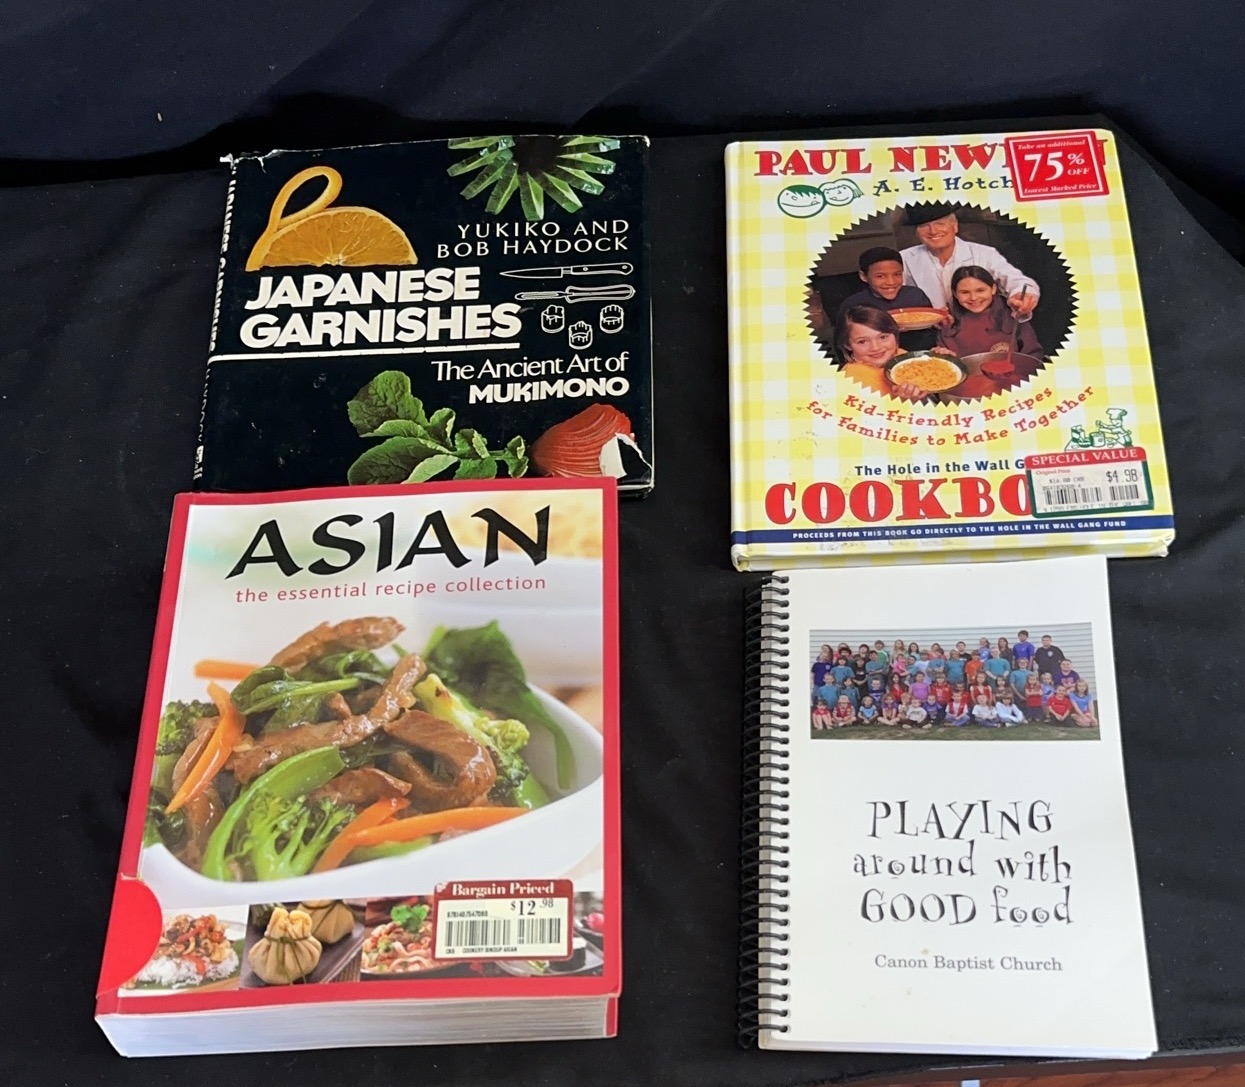 YUKIKO AND
BOB HAYDOCK
JAPANESE
GARNISHES
The Ancient Art of
MUKIMONO
PAUL NEW
A. E. Hotch
Take an additional
75% OFF
Lowest Marked Price
Kid-Friendly Recipes
for Families to Make Together
The Hole in the Wall G
COOKBO
SPECIAL VALUE
Original Price
$4.98
PROCEEDS FROM THIS BOOK GO DIRECTLY TO THE HOLE IN THE WALL GANG FUND
ASIAN
the essential recipe collection
Bargain Priced
$12.98
PLAYING
around with
GOOD food
Canon Baptist Church